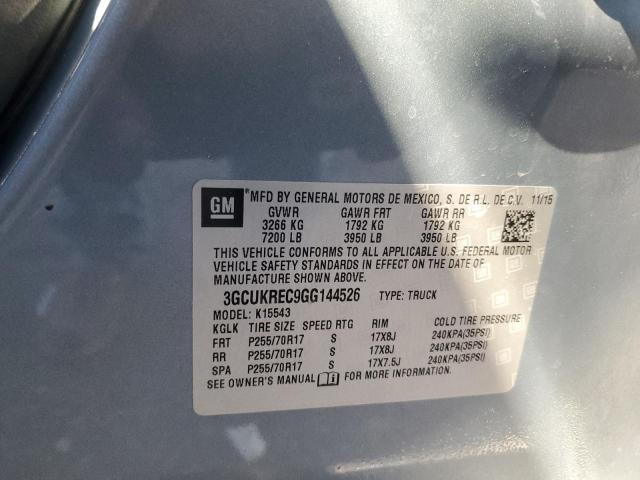 GM MFD BY GENERAL MOTORS DE MEXICO, S. DE R.L. DE C.V. 11/15
GVWR GAWR FRT GAWR RR
3266 KG 1792 KG 1792 KG
7200 LB 3950 LB 3950 LB
THIS VEHICLE CONFORMS TO ALL APPLICABLE U.S. FEDERAL MOTOR
VEHICLE SAFETY STANDARDS IN EFFECT ON THE DATE OF
MANUFACTURE SHOWN ABOVE.
3GCUKREC9GG144526 TYPE: TRUCK
MODEL: K15543
KGLK TIRE SIZE SPEED RTG RIM COLD TIRE PRESSURE
FRT P255/70R17 S 17X8J 240KPA(35PSI)
RR P255/70R17 S 17X8J 240KPA(35PSI)
SPA P255/70R17 S 17X7.5J 240KPA(35PSI)
SEE OWNER'S MANUAL FOR MORE INFORMATION.